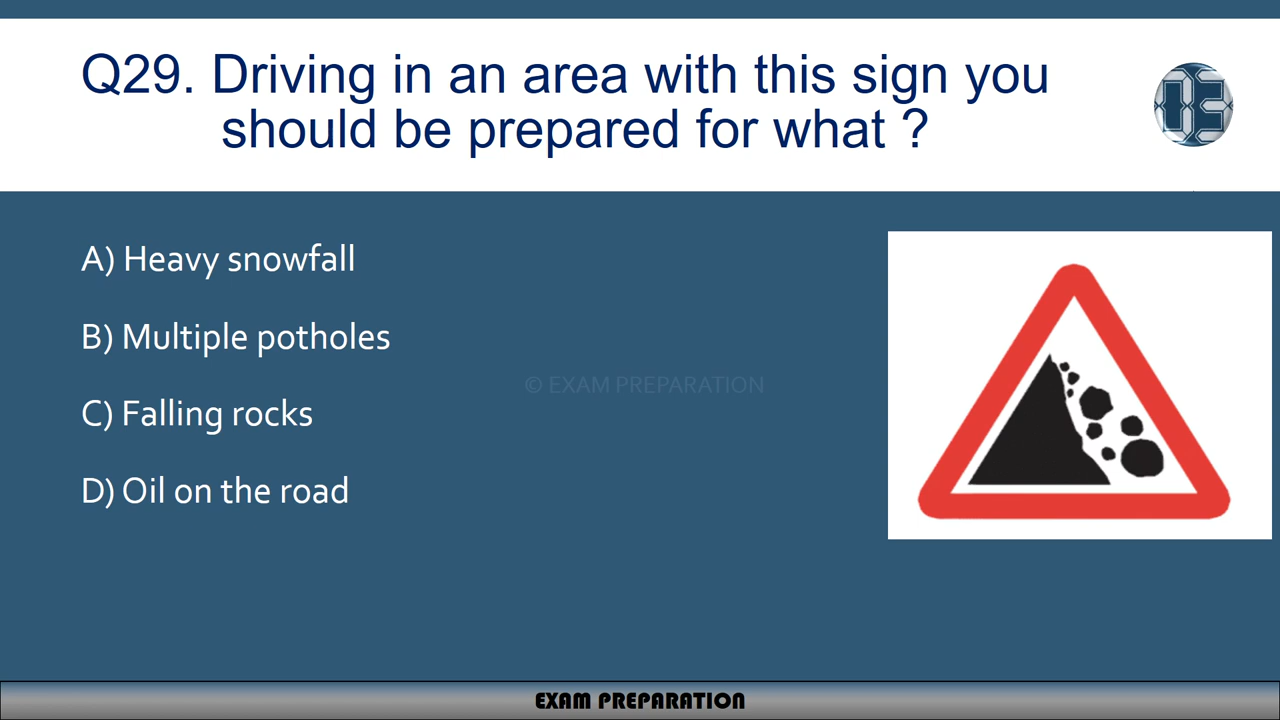 Q29. Driving in an area with this sign you
should be prepared for what ?
A) Heavy snowfall
B) Multiple potholes
© EXAM PREPARATION
C) Falling rocks
D) Oil on the road
EXAM PREPARATION